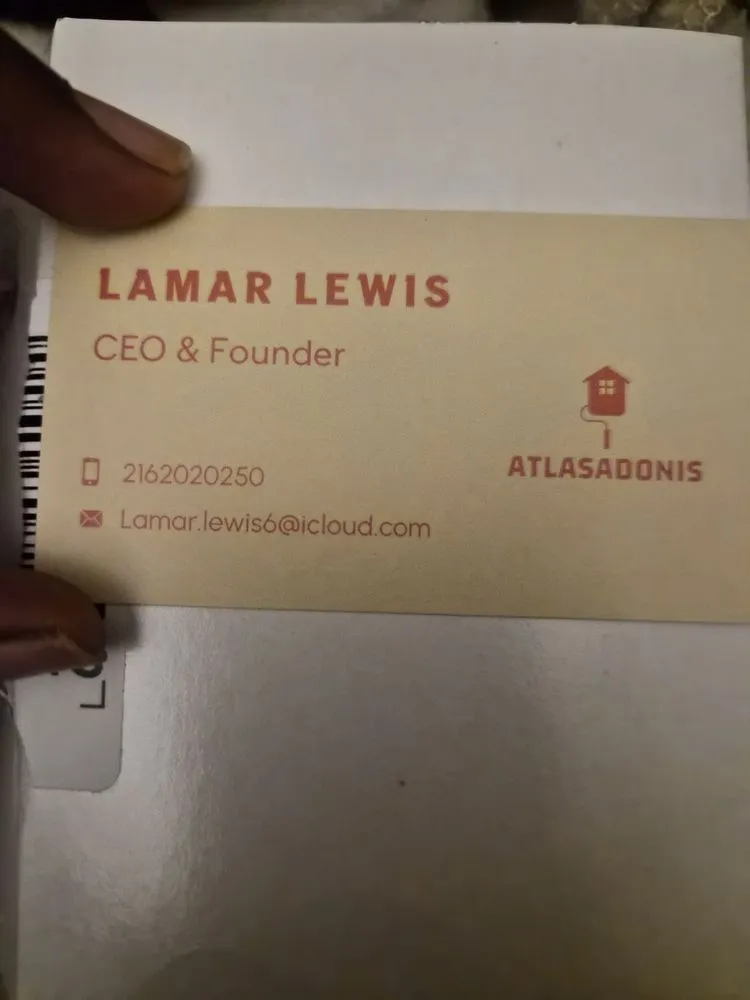 LAMAR LEWIS
CEO & Founder
2162020250
Lamar.lewis6@icloud.com
ATLASADONIS